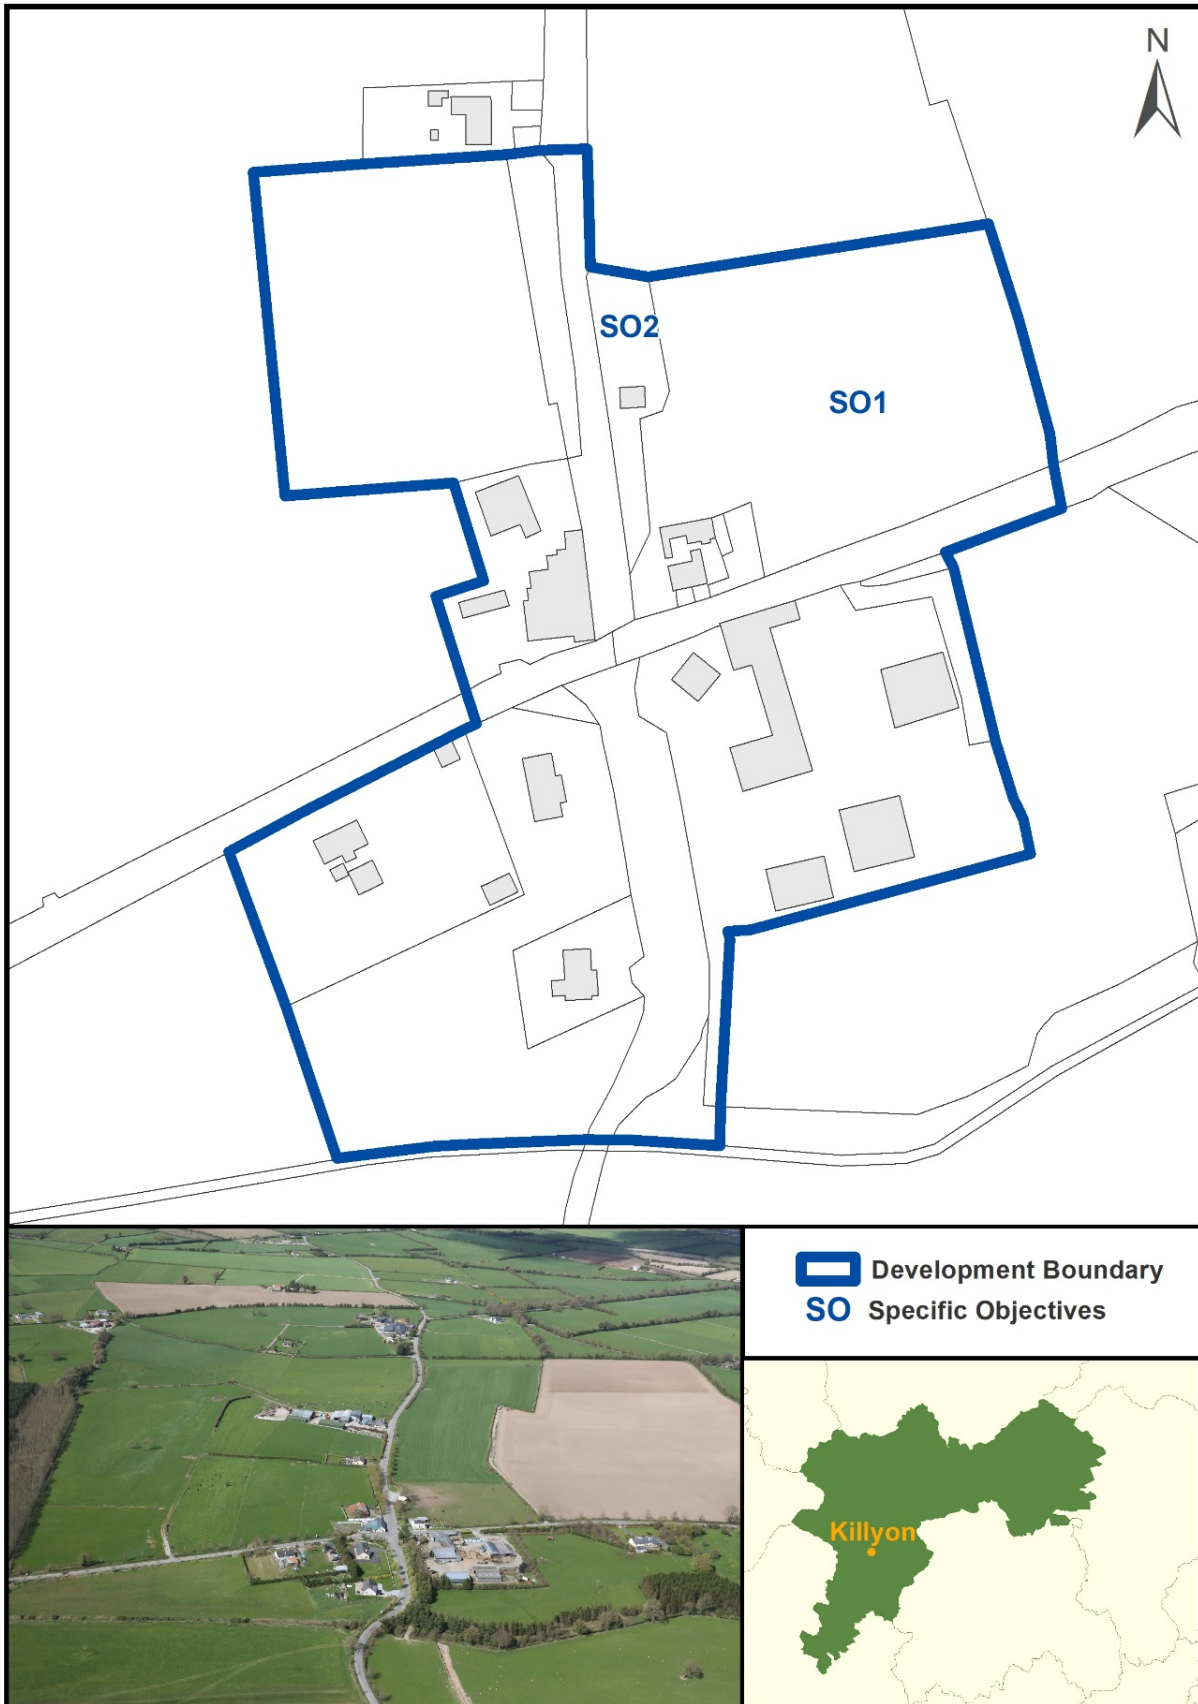 N
SO2
SO1
Development Boundary
SO Specific Objectives
Killyon